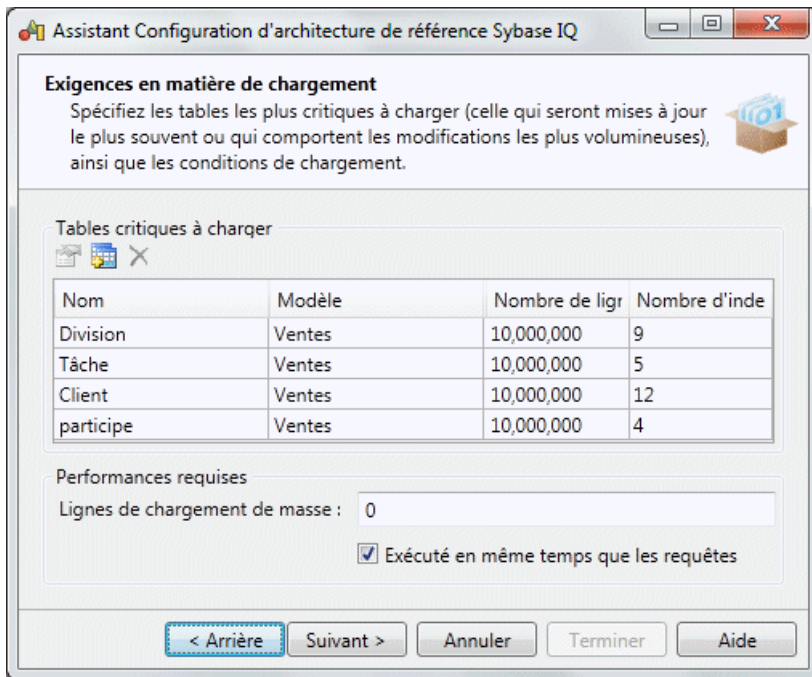 Assistant Configuration d'architecture de référence Sybase IQ
Exigences en matière de chargement
Spécifiez les tables les plus critiques à charger (celle qui seront mises à jour
le plus souvent ou qui comportent les modifications les plus volumineuses),
ainsi que les conditions de chargement.
Tables critiques à charger
Nom Modèle Nombre de ligr Nombre d'inde
Division Ventes 10,000,000 9
Tâche Ventes 10,000,000 5
Client Ventes 10,000,000 12
participe Ventes 10,000,000 4
Performances requises
Lignes de chargement de masse : 0
Exécuté en même temps que les requêtes
< Arrière Suivant > Annuler Terminer Aide